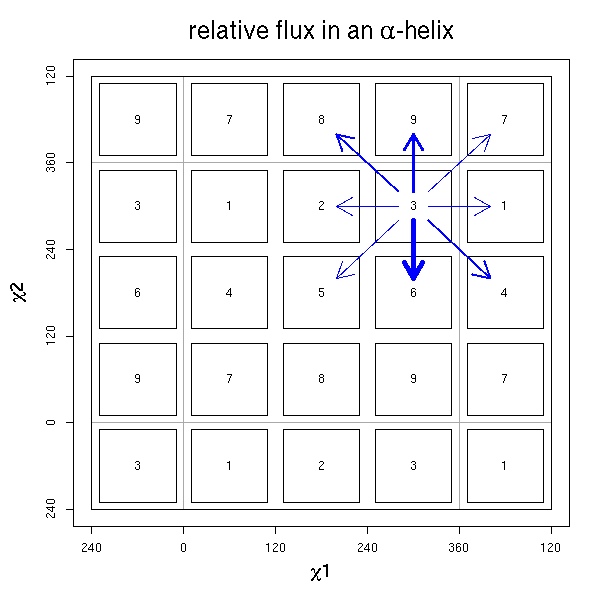 relative flux in an α-helix
120
9 7 8 9 7
360
3 1 2 3 1
240
6 4 5 6 4
χ2
120
9 7 8 9 7
0
3 1 2 3 1
240
240 0 120 240 360 120
χ1